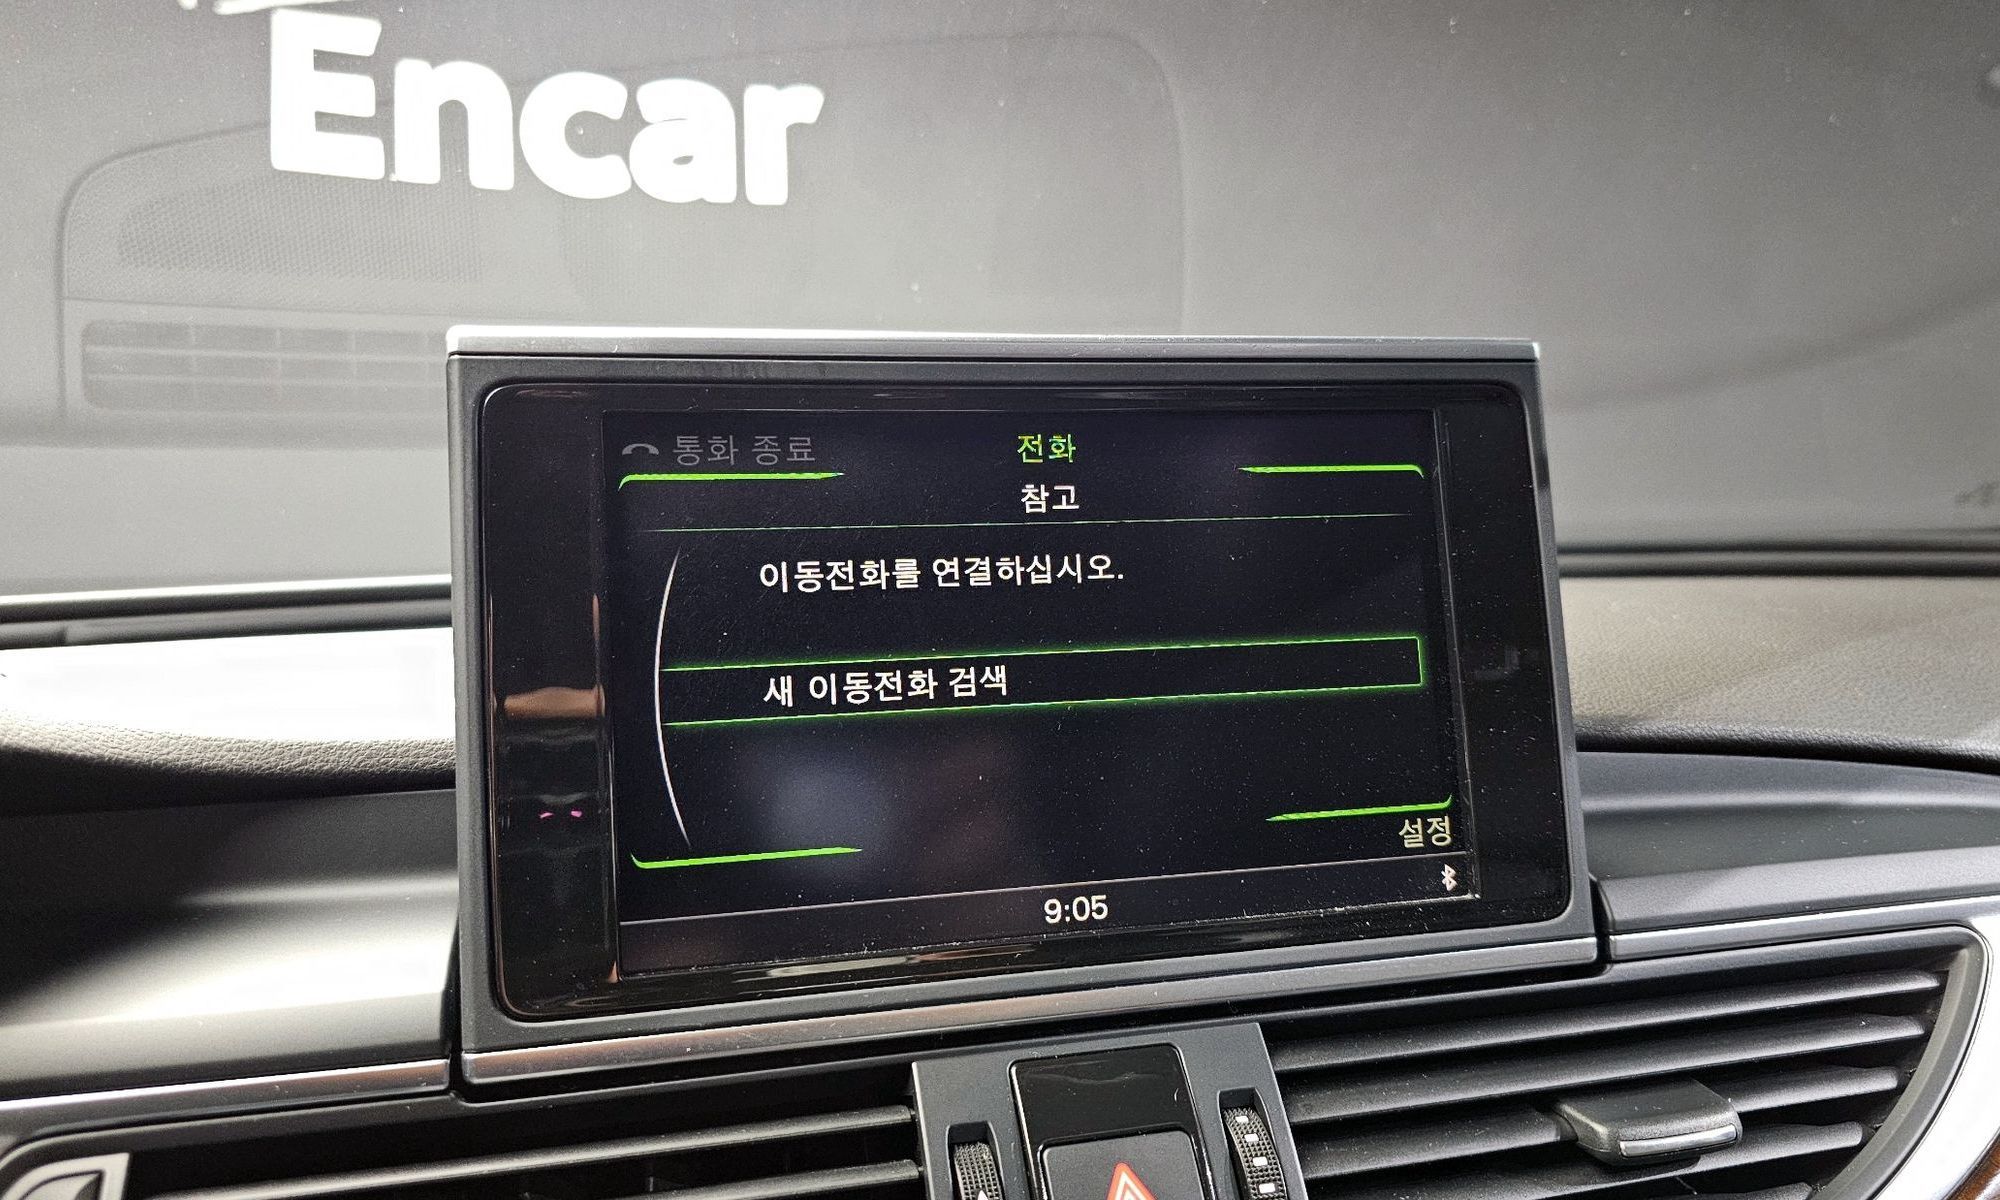 Encar
통화 종료
전화
참고
이동전화를 연결하십시오.
새 이동전화 검색
설정
9:05